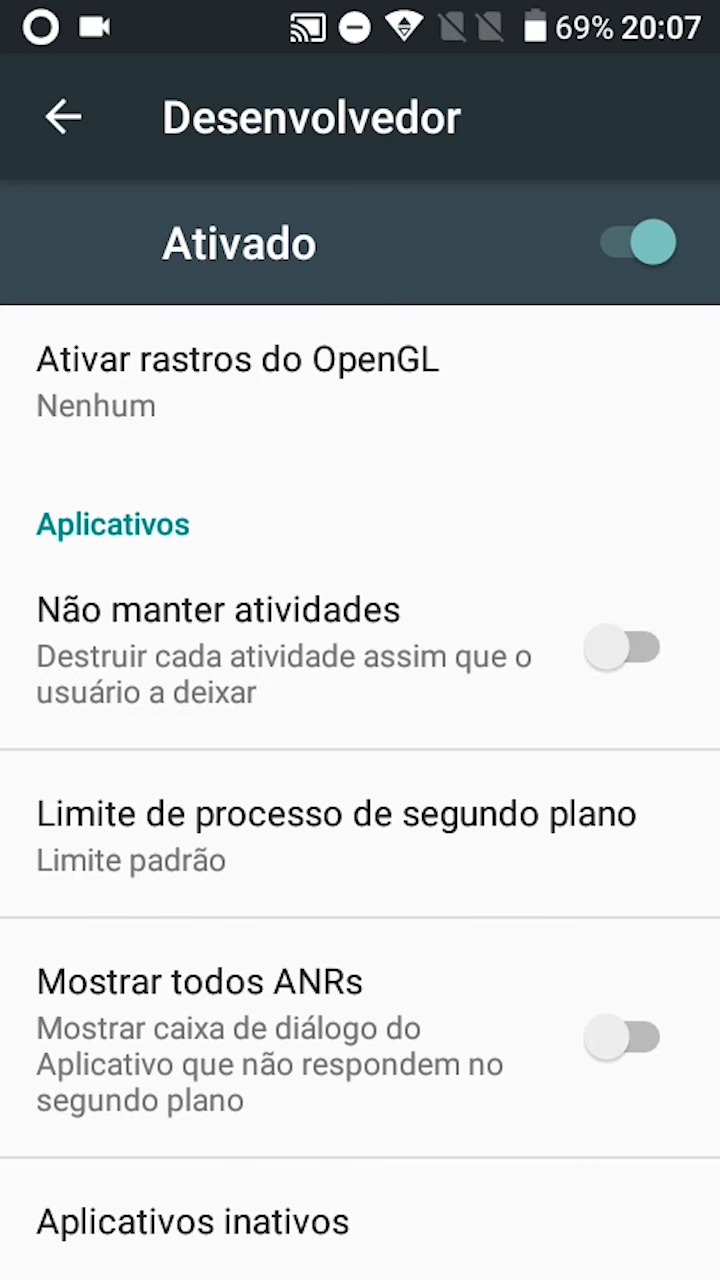 69% 20:07
Desenvolvedor
Ativado
Ativar rastros do OpenGL
Nenhum
Aplicativos
Não manter atividades
Destruir cada atividade assim que o
usuário a deixar
Limite de processo de segundo plano
Limite padrão
Mostrar todos ANRs
Mostrar caixa de diálogo do
Aplicativo que não respondem no
segundo plano
Aplicativos inativos